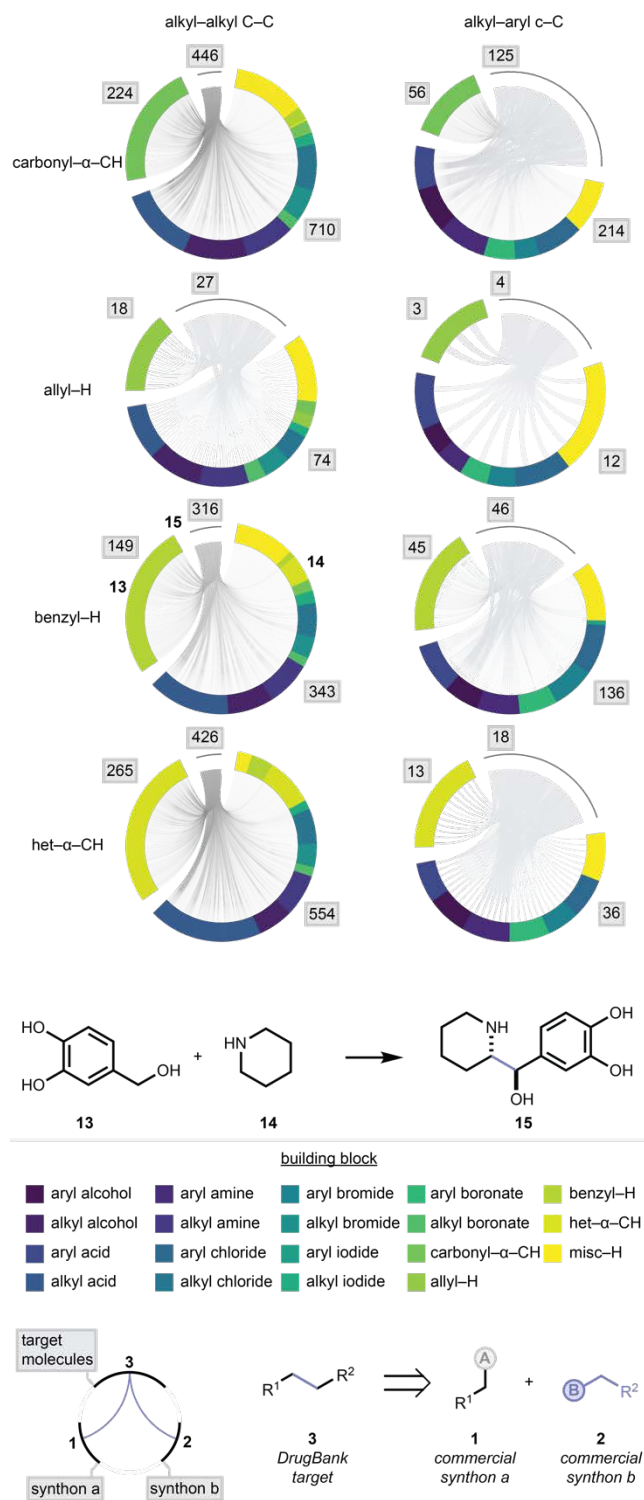 alkyl–alkyl C–C
alkyl–aryl c–C
446
125
224
56
carbonyl–α–CH
710
214
27
4
18
3
allyl–H
74
12
15
316
46
149
14
45
13
benzyl–H
343
136
426
18
265
13
het–α–CH
554
36
HO
HO
OH
+
HN
NH
OH
OH
OH
13
14
15
building block
aryl alcohol
aryl amine
aryl bromide
aryl boronate
benzyl–H
alkyl alcohol
alkyl amine
alkyl bromide
alkyl boronate
het–α–CH
aryl acid
aryl chloride
aryl iodide
carbonyl–α–CH
misc–H
alkyl acid
alkyl chloride
alkyl iodide
allyl–H
target
molecules
3
1
2
synthon a
synthon b
R¹
R²
A
R¹
+
B
R²
3
1
2
DrugBank
target
commercial
synthon a
commercial
synthon b